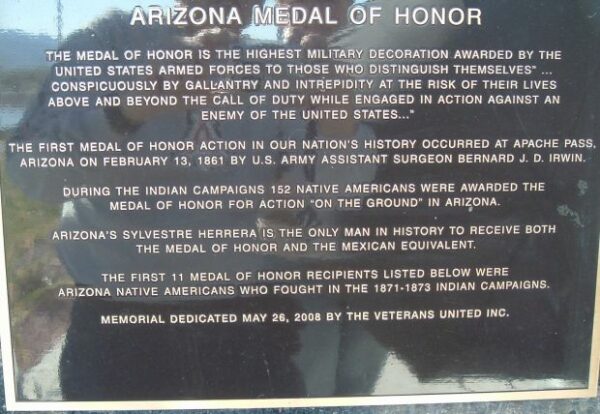 ARIZONA MEDAL OF HONOR
THE MEDAL OF HONOR IS THE HIGHEST MILITARY DECORATION AWARDED BY THE
UNITED STATES ARMED FORCES TO THOSE WHO DISTINGUISH THEMSELVES" ...
CONSPICUOUSLY BY GALLANTRY AND INTREPIDITY AT THE RISK OF THEIR LIVES
ABOVE AND BEYOND THE CALL OF DUTY WHILE ENGAGED IN ACTION AGAINST AN
ENEMY OF THE UNITED STATES..."
THE FIRST MEDAL OF HONOR ACTION IN OUR NATION'S HISTORY OCCURRED AT APACHE PASS,
ARIZONA ON FEBRUARY 13, 1861 BY U.S. ARMY ASSISTANT SURGEON BERNARD J. D. IRWIN.
DURING THE INDIAN CAMPAIGNS 152 NATIVE AMERICANS WERE AWARDED THE
MEDAL OF HONOR FOR ACTION "ON THE GROUND" IN ARIZONA.
ARIZONA'S SYLVESTRE HERRERA IS THE ONLY MAN IN HISTORY TO RECEIVE BOTH
THE MEDAL OF HONOR AND THE MEXICAN EQUIVALENT.
THE FIRST 11 MEDAL OF HONOR RECIPIENTS LISTED BELOW WERE
ARIZONA NATIVE AMERICANS WHO FOUGHT IN THE 1871-1873 INDIAN CAMPAIGNS.
MEMORIAL DEDICATED MAY 26, 2008 BY THE VETERANS UNITED INC.